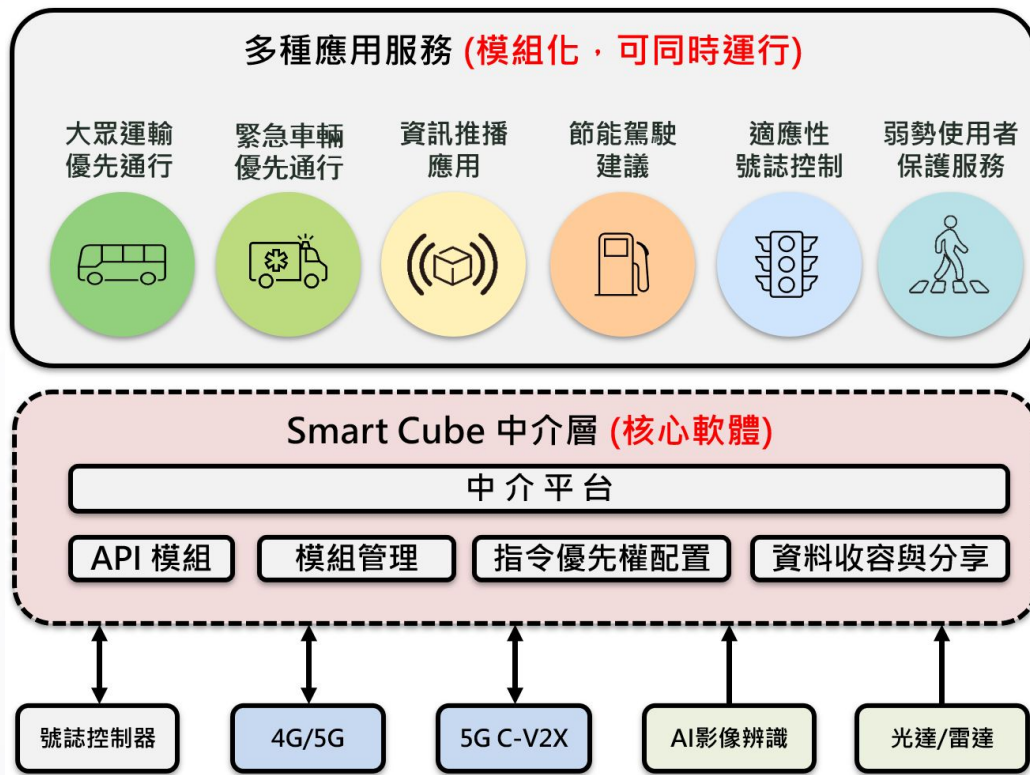 多種應用服務 (模組化，可同時運行)
大眾運輸
優先通行
緊急車輛
優先通行
資訊推播
應用
節能駕駛
建議
適應性
號誌控制
弱勢使用者
保護服務
Smart Cube 中介層 (核心軟體)
中介平台
API 模組
模組管理
指令優先權配置
資料收容與分享
號誌控制器
4G/5G
5G C-V2X
AI影像辨識
光達/雷達